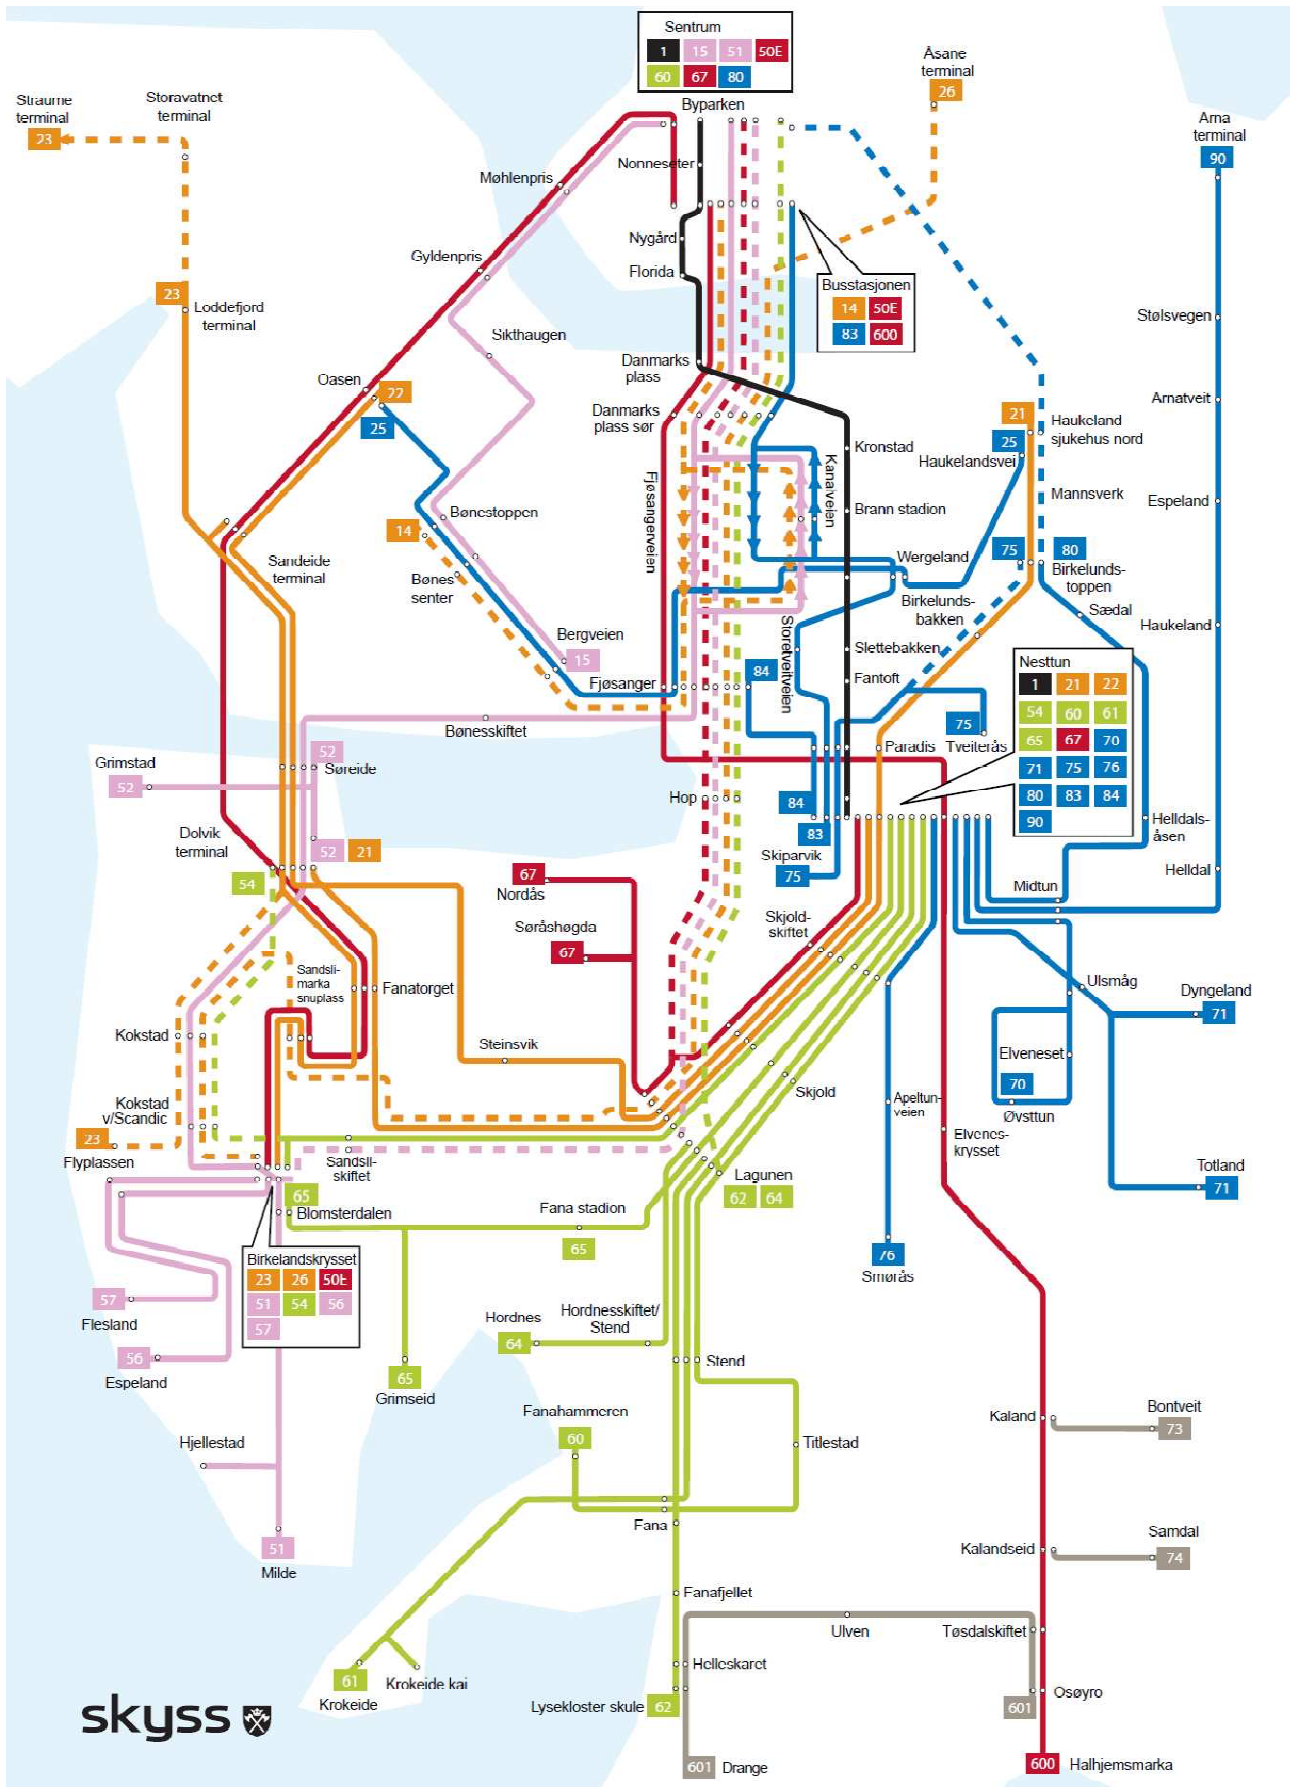 Sentrum
1 15 51 50E
60 67 80
Byparken
Åsane
terminal
26
Straume
terminal
23
Storavatnet
terminal
Arna
terminal
90
Nonneseter
Møhlenpris
Nygård
Gyldenpris
Florida
23
Loddefjord
terminal
Busstasjonen
14 50E
83 600
Stølsvegen
Sikthaugen
Danmarks
plass
Oasen
22
25
Danmarks
plass sør
Arnatveit
21
Haukeland
sjukehus nord
25
Haukelandsvei
Kronstad
Kanalveien
Fjøsangerveien
Mannsverk
Espeland
Brann stadion
Bønestoppen
14
Sandeide
terminal
Bønes
senter
Wergeland
75
80
Birkelunds-
toppen
Birkelunds-
bakken
Sædal
Haukeland
Storetveitveien
Bergveien
15
Slettebakken
Fantoft
Fjøsanger
84
Nesttun
1 21 22
54 60 61
65 67 70
71 75 76
80 83 84
90
75
Tveiterås
Paradis
Bønesskiftet
52
Søreide
Grimstad
52
Hop
84
83
Skiparvik
75
Helldals-
åsen
Dolvik
terminal
52 21
54
67
Nordås
Helldal
Midtun
Søråshøgda
67
Skjold-
skiftet
Sandsli-
marka
snuplass
Fanatorget
Ulsmåg
Dyngeland
71
Kokstad
Steinsvik
Elveneset
70
Øvsttun
Skjold
Apeltun-
veien
Kokstad
v/Scandic
23
Flyplassen
Elvenes-
krysset
Sandsli-
skiftet
Lagunen
62 64
Totland
71
65
Blomsterdalen
Fana stadion
65
Birkelandskrysset
23 26 50E
51 54 56
57
76
Smørås
57
Flesland
Hordnes
64
Hordnesskiftet/
Stend
56
Espeland
65
Grimseid
Stend
Fanahammeren
60
Kaland
Bontveit
73
Hjellestad
Titlestad
Fana
51
Milde
Kalandseid
Samdal
74
Fanafjellet
Ulven
Tøsdalskiftet
61
Krokeide
Krokeide kai
Helleskaret
Lysekloster skule
62
Osøyro
601
skyss
601
Drange
600
Halhjemsmarka